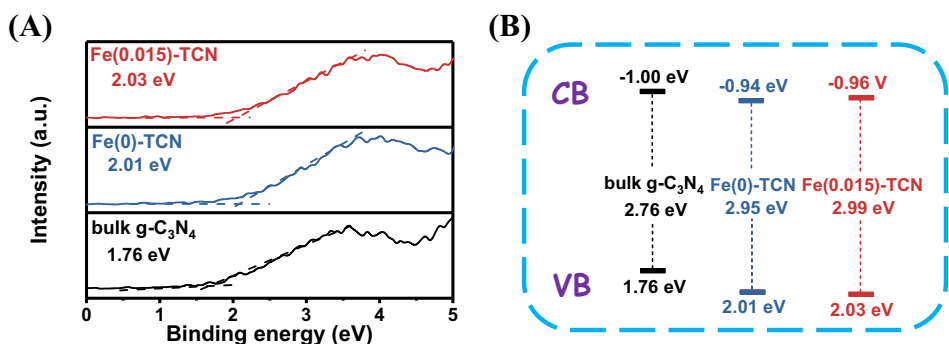 (A)
Intensity (a.u.)
Fe(0.015)-TCN
2.03 eV
Fe(0)-TCN
2.01 eV
bulk g-C₃N₄
1.76 eV
0 1 2 3 4 5
Binding energy (eV)
(B)
CB
-1.00 eV -0.94 eV -0.96 V
bulk g-C₃N₄ Fe(0)-TCN Fe(0.015)-TCN
2.76 eV 2.95 eV 2.99 eV
VB
1.76 eV 2.01 eV 2.03 eV